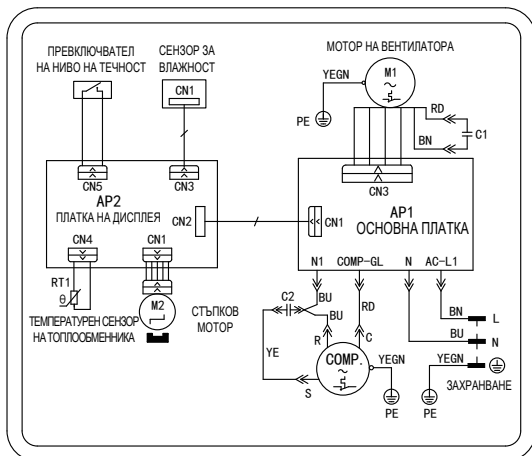 ПРЕВКЛЮЧВАТЕЛ
НА НИВО НА ТЕЧНОСТ
СЕНЗОР ЗА
ВЛАЖНОСТ
CN1
МОТОР НА ВЕНТИЛАТОРА
YEGN
M1
RD
PE
BN
C1
CN5
CN3
CN3
AP2
ПЛАТКА НА ДИСПЛЕЯ
CN2
CN1
AP1
ОСНОВНА ПЛАТКА
CN4
CN1
N1
COMP-GL
N
AC-L1
RT1
θ
M2
СТЪПКОВ
МОТОР
ТЕМПЕРАТУРЕН СЕНЗОР
НА ТОПЛООБМЕННИКА
C2
BU
BU
RD
BN
L
BU
N
YE
R
C
YEGN
YEGN
COMP.
S
PE
PE
ЗАХРАНВАНЕ